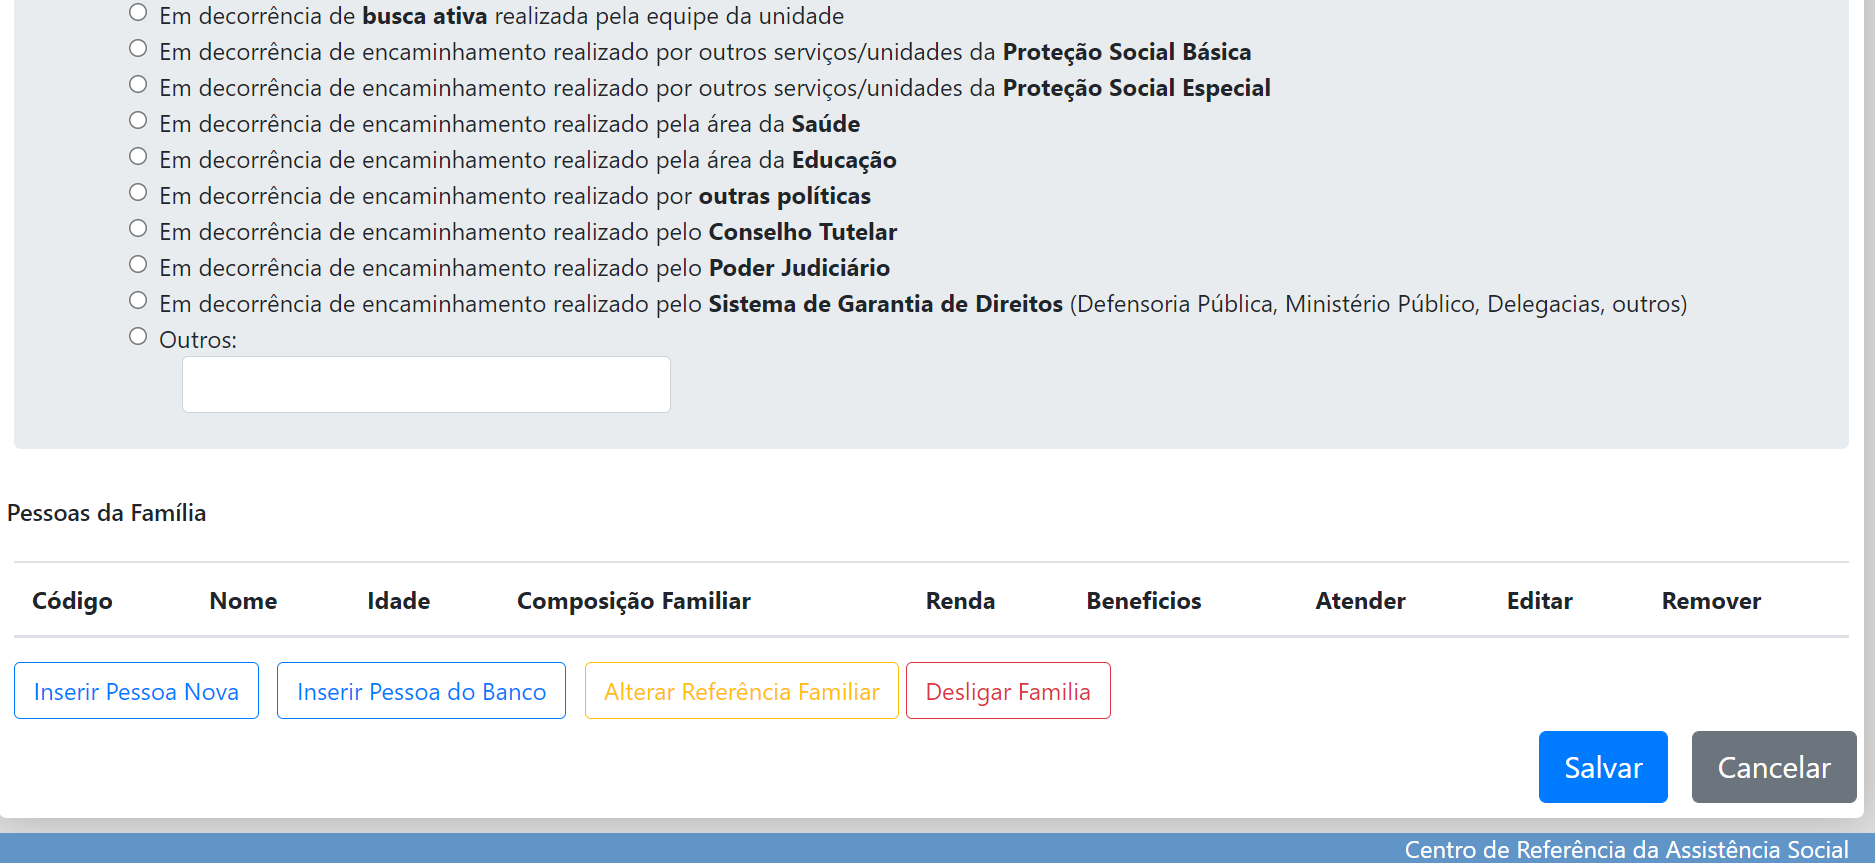 Em decorrência de busca ativa realizada pela equipe da unidade
Em decorrência de encaminhamento realizado por outros serviços/unidades da Proteção Social Básica
Em decorrência de encaminhamento realizado por outros serviços/unidades da Proteção Social Especial
Em decorrência de encaminhamento realizado pela área da Saúde
Em decorrência de encaminhamento realizado pela área da Educação
Em decorrência de encaminhamento realizado por outras políticas
Em decorrência de encaminhamento realizado pelo Conselho Tutelar
Em decorrência de encaminhamento realizado pelo Poder Judiciário
Em decorrência de encaminhamento realizado pelo Sistema de Garantia de Direitos (Defensoria Pública, Ministério Público, Delegacias, outros)
Outros:
Pessoas da Família
Código Nome Idade Composição Familiar Renda Beneficios Atender Editar Remover
Inserir Pessoa Nova Inserir Pessoa do Banco Alterar Referência Familiar Desligar Familia
Salvar Cancelar
Centro de Referência da Assistência Social